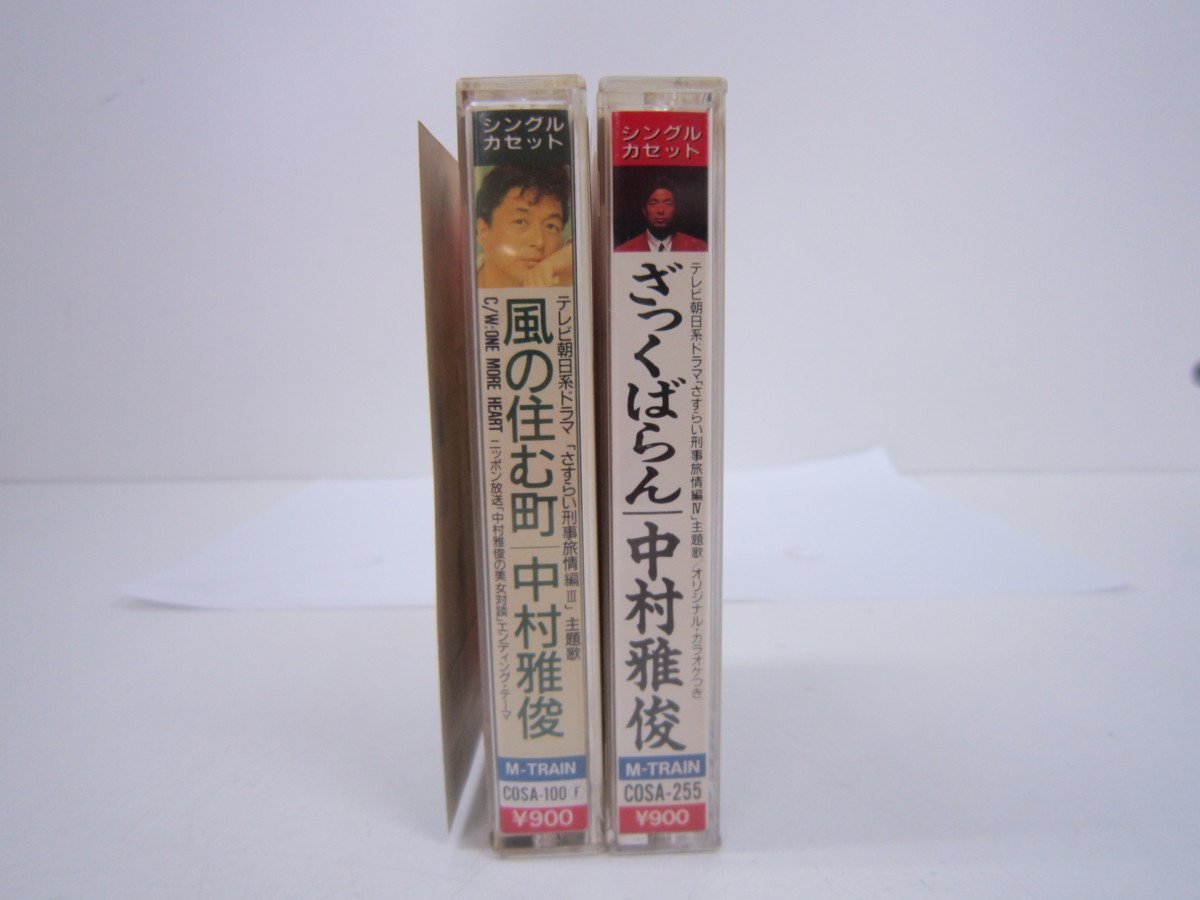 シングル
カセット
テレビ朝日系ドラマ「さすらい刑事旅情編III」主題歌
風の住む町｜中村雅俊
C/W:ONE MORE HEART ニッポン放送「中村雅俊の美女対談」エンディング・テーマ
M-TRAIN
COSA-100 F
¥900
シングル
カセット
テレビ朝日系ドラマ「さすらい刑事旅情編Ⅳ」主題歌/オリジナル・カラオケつき
ざっくばらん｜中村雅俊
M-TRAIN
COSA-255
¥900